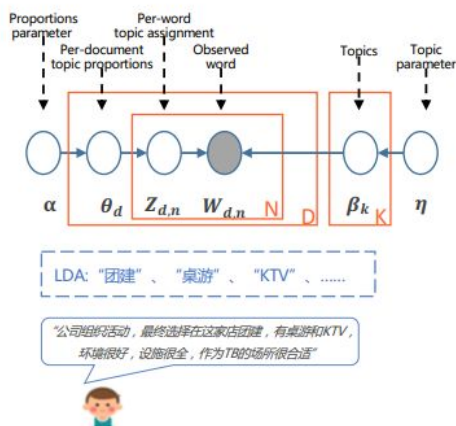 Proportions parameter
Per-document topic proportions
Per-word topic assignment
Observed word
Topics
Topic parameter
α
θd
Zd,n
Wd,n
N
D
βk
K
η
LDA: “团建”、“桌游”、“KTV”、……
“公司组织活动，最终选择在这家店团建，有桌游和KTV，
环境很好，设施很全，作为TB的场所很合适”